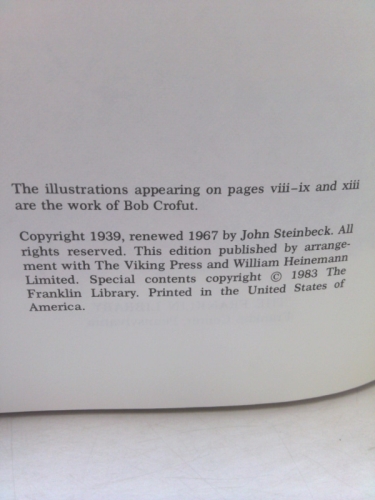 The illustrations appearing on pages viii–ix and xiii
are the work of Bob Crofut.
Copyright 1939, renewed 1967 by John Steinbeck. All
rights reserved. This edition published by arrange-
ment with The Viking Press and William Heinemann
Limited. Special contents copyright © 1983 The
Franklin Library. Printed in the United States of
America.